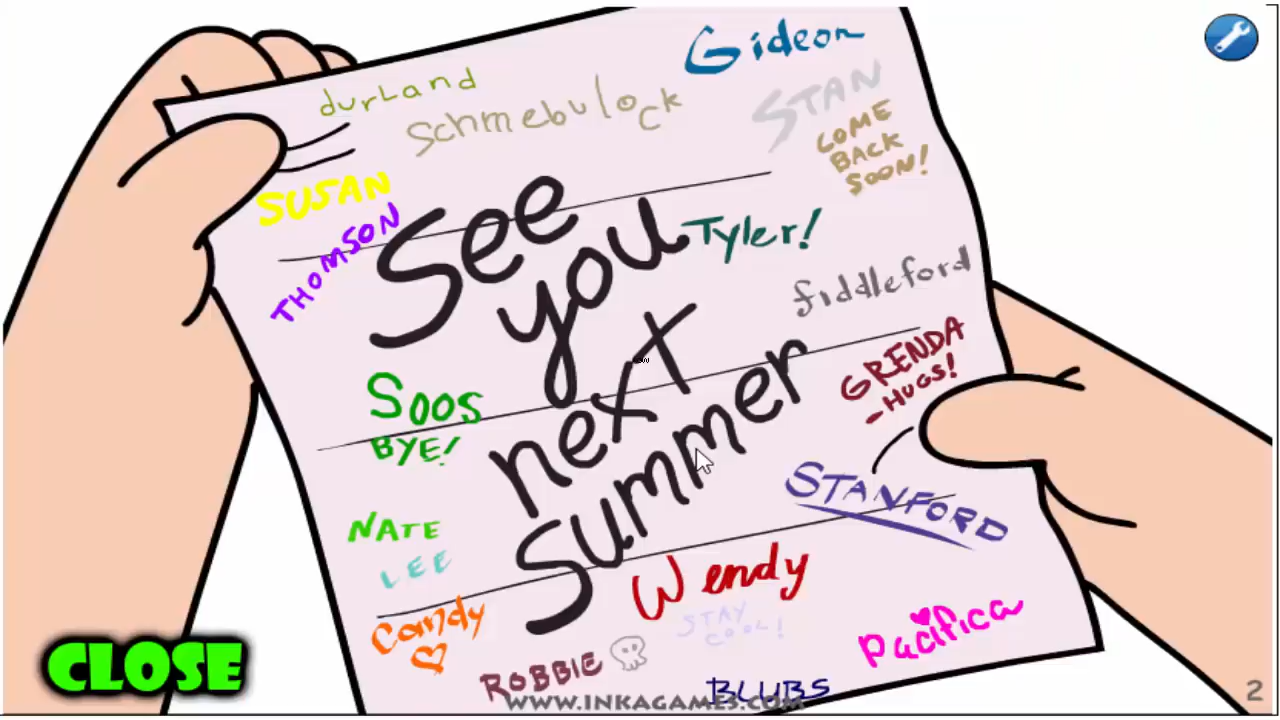 Gideon
durLand
Schmebulock
STAN
COME
BACK
SOON!
SUSAN
THOMSON
See
you
next
summer
Tyler!
fiddleford
GRENDA
-HUGS!
Soos
BYE!
STANFORD
NATE
LEE
Wendy
STAY
COOL!
Candy
Pacifica
ROBBIE
BLUBS
WWW.INKAGAMES.COM
CLOSE
2